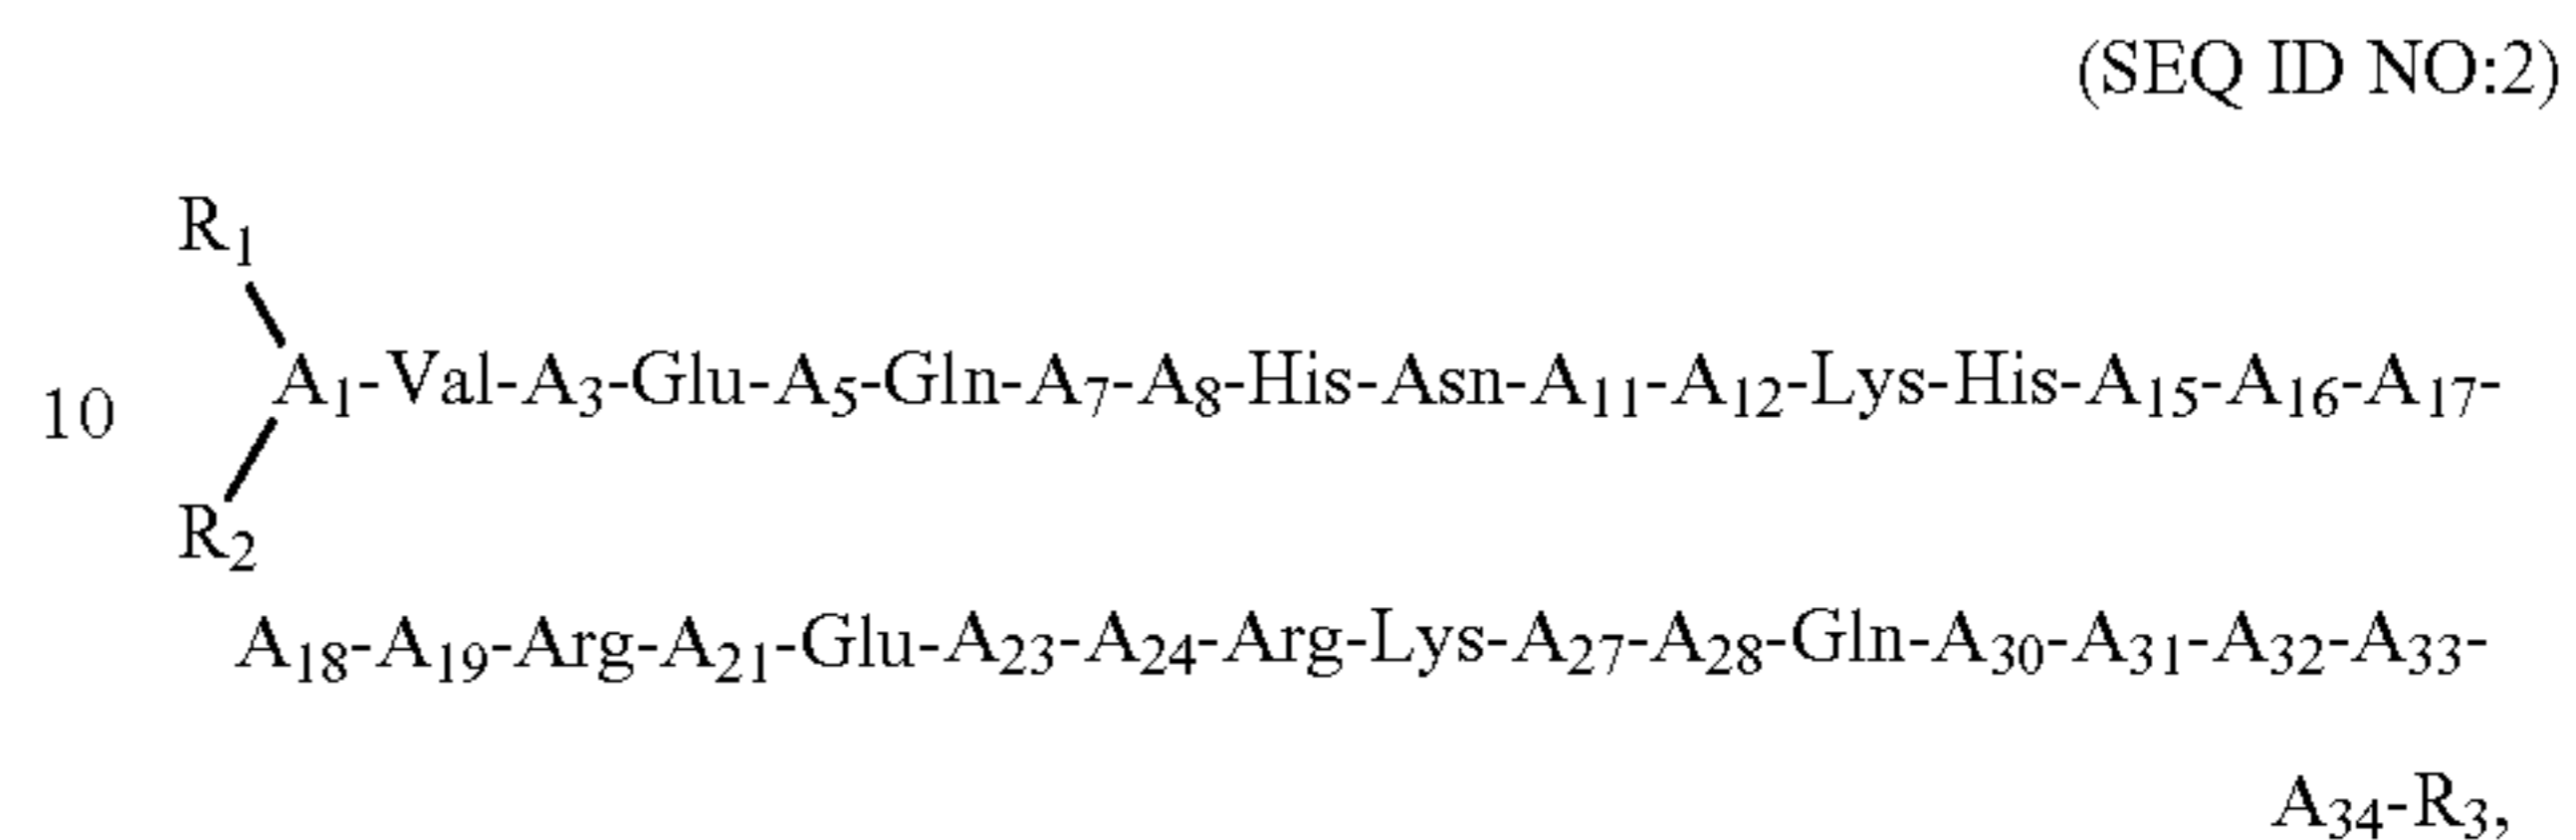 (SEQ ID NO:2)
R₁
10 A₁-Val-A₃-Glu-A₅-Gln-A₇-A₈-His-Asn-A₁₁-A₁₂-Lys-His-A₁₅-A₁₆-A₁₇-
R₂
A₁₈-A₁₉-Arg-A₂₁-Glu-A₂₃-A₂₄-Arg-Lys-A₂₇-A₂₈-Gln-A₃₀-A₃₁-A₃₂-A₃₃-
A₃₄-R₃,